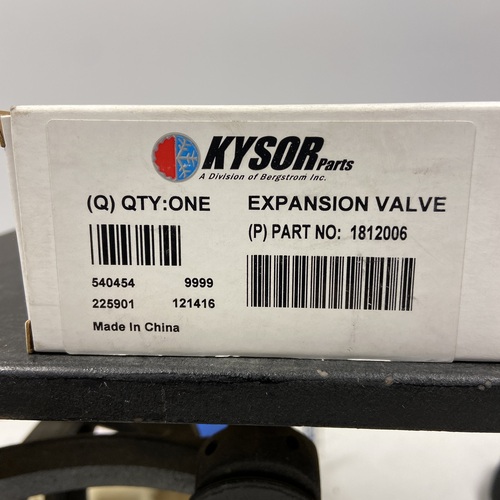 KYSOR Parts
A Division of Bergstrom Inc.
(Q) QTY:ONE EXPANSION VALVE
(P) PART NO: 1812006
540454 9999
225901 121416
Made In China